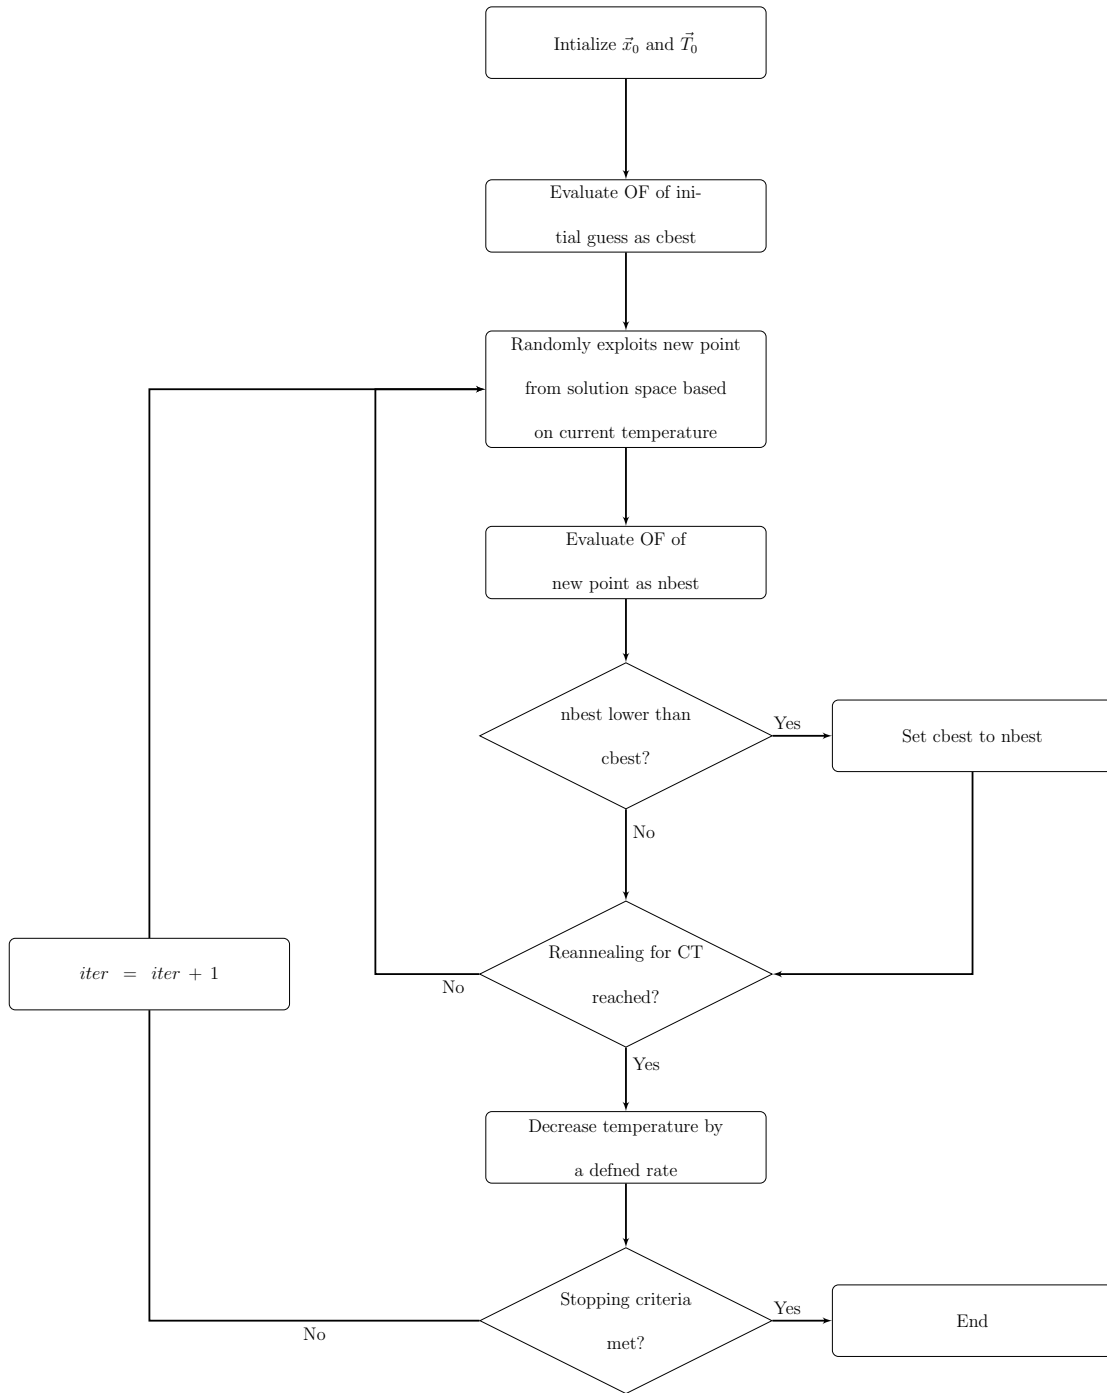 Intialize $\vec{x}_0$ and $\vec{T}_0$
Evaluate OF of ini-
tial guess as cbest
Randomly exploits new point
from solution space based
on current temperature
Evaluate OF of
new point as nbest
nbest lower than
cbest?
Yes
Set cbest to nbest
No
Reannealing for CT
reached?
No
iter = iter + 1
Yes
Decrease temperature by
a defned rate
Stopping criteria
met?
Yes
End
No